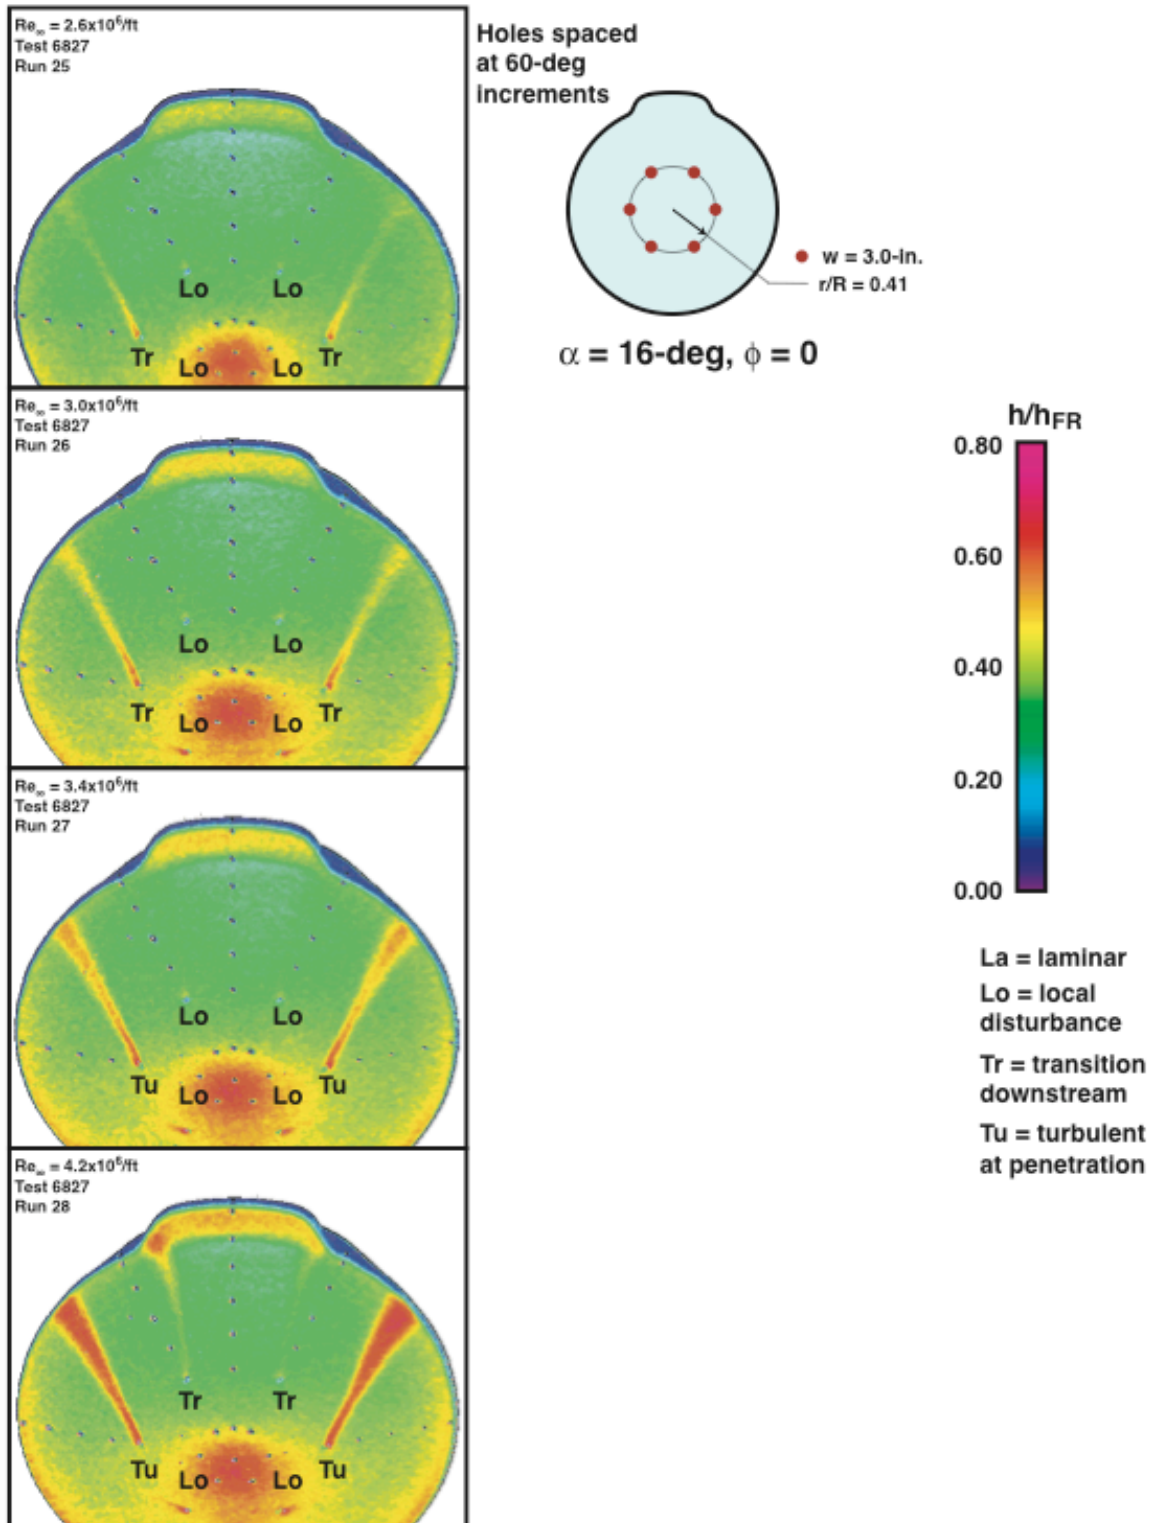 Re∞ = 2.6x10⁶/ft
Test 6827
Run 25
Lo Lo
Tr Lo Lo Tr
Holes spaced
at 60-deg
increments
w = 3.0-in.
r/R = 0.41
α = 16-deg, ϕ = 0
Re∞ = 3.0x10⁶/ft
Test 6827
Run 26
Lo Lo
Tr Lo Lo Tr
Re∞ = 3.4x10⁶/ft
Test 6827
Run 27
Lo Lo
Tu Lo Lo Tu
Re∞ = 4.2x10⁶/ft
Test 6827
Run 28
Tr Tr
Tu Lo Lo Tu
h/hFR
0.80
0.60
0.40
0.20
0.00
La = laminar
Lo = local
disturbance
Tr = transition
downstream
Tu = turbulent
at penetration